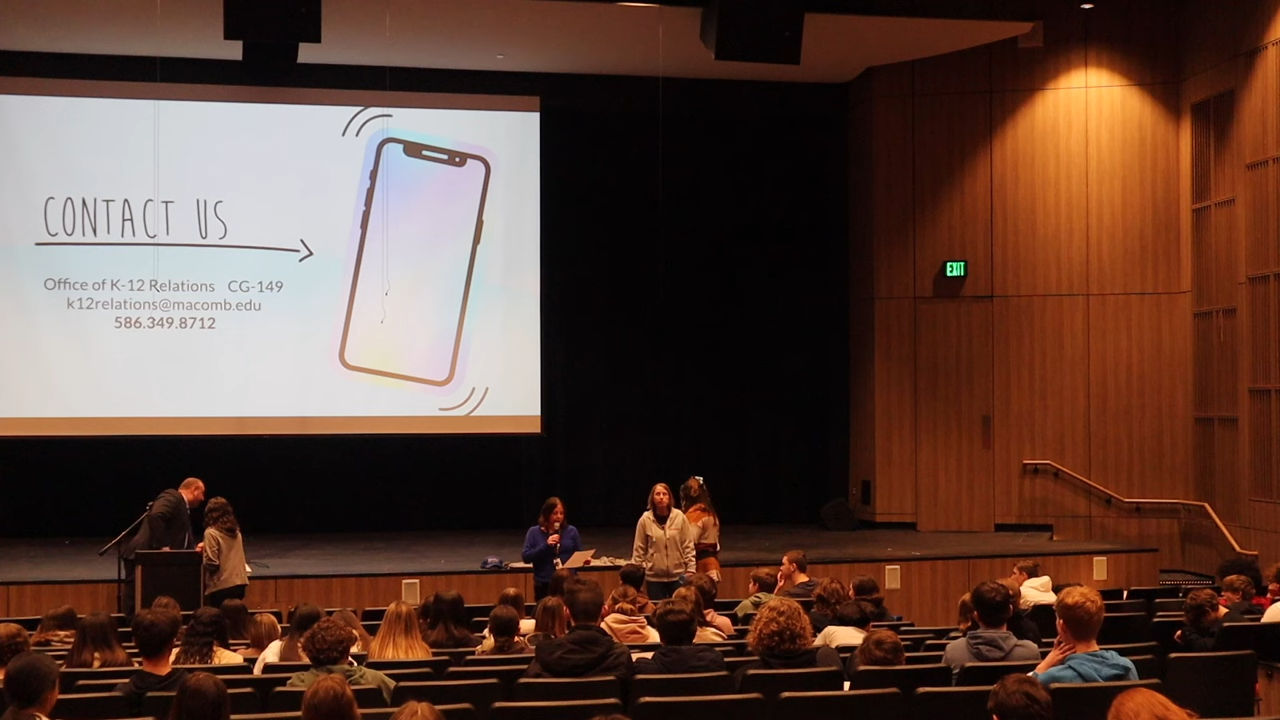 CONTACT US
Office of K-12 Relations CG-149
k12relations@macomb.edu
586.349.8712
EXIT